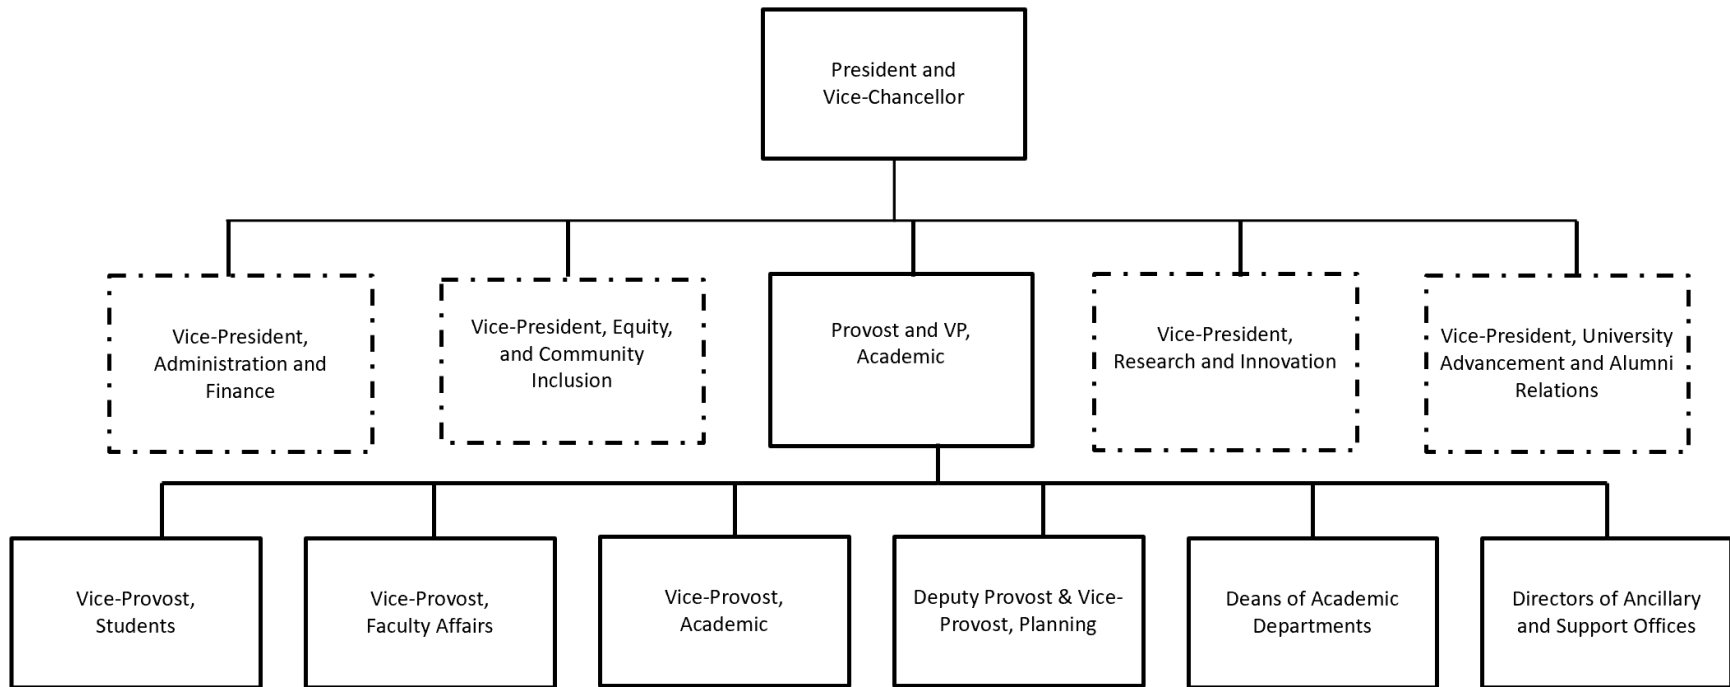 President and
Vice-Chancellor
Vice-President,
Administration and
Finance
Vice-President, Equity,
and Community
Inclusion
Provost and VP,
Academic
Vice-President,
Research and Innovation
Vice-President, University
Advancement and Alumni
Relations
Vice-Provost,
Students
Vice-Provost,
Faculty Affairs
Vice-Provost,
Academic
Deputy Provost & Vice-
Provost, Planning
Deans of Academic
Departments
Directors of Ancillary
and Support Offices